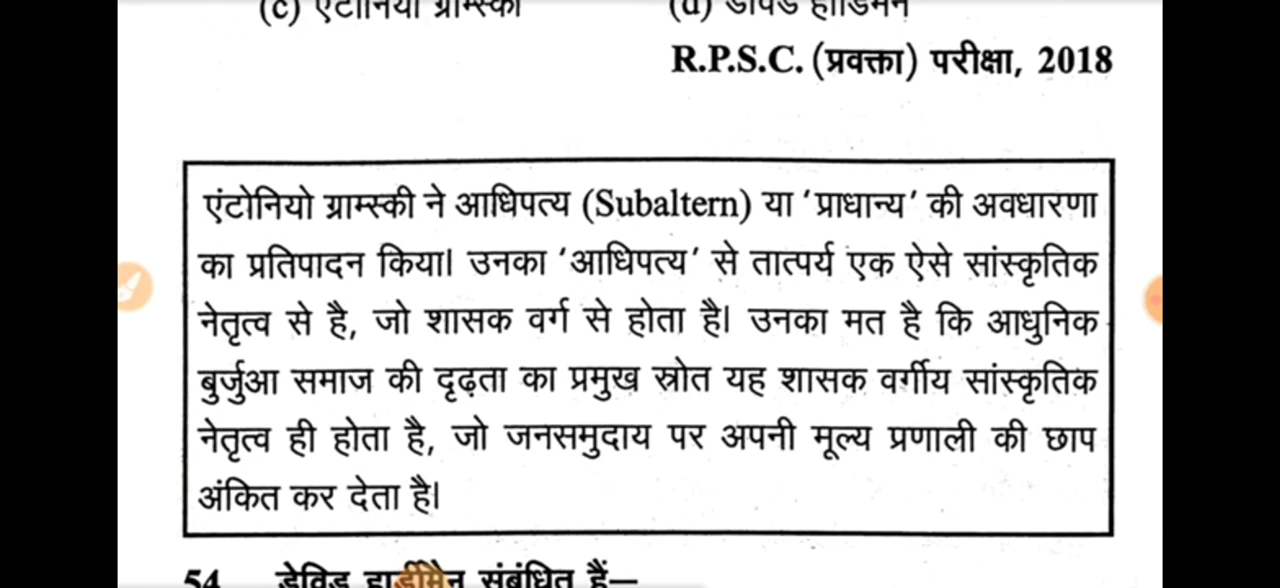 (c) एंटोनियो ग्राम्स्की (d) डेविड हार्डीमैन
R.P.S.C. (प्रवक्ता) परीक्षा, 2018
एंटोनियो ग्राम्स्की ने आधिपत्य (Subaltern) या 'प्राधान्य' की अवधारणा
का प्रतिपादन किया। उनका 'आधिपत्य' से तात्पर्य एक ऐसे सांस्कृतिक
नेतृत्व से है, जो शासक वर्ग से होता है। उनका मत है कि आधुनिक
बुर्जुआ समाज की दृढ़ता का प्रमुख स्रोत यह शासक वर्गीय सांस्कृतिक
नेतृत्व ही होता है, जो जनसमुदाय पर अपनी मूल्य प्रणाली की छाप
अंकित कर देता है।
54. डेविड हार्डीमैन संबंधित हैं—